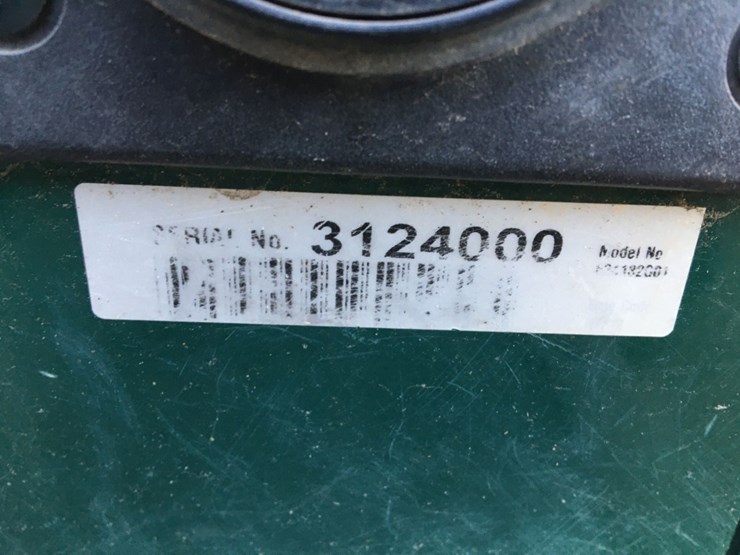 SERIAL No. 3124000
Model No